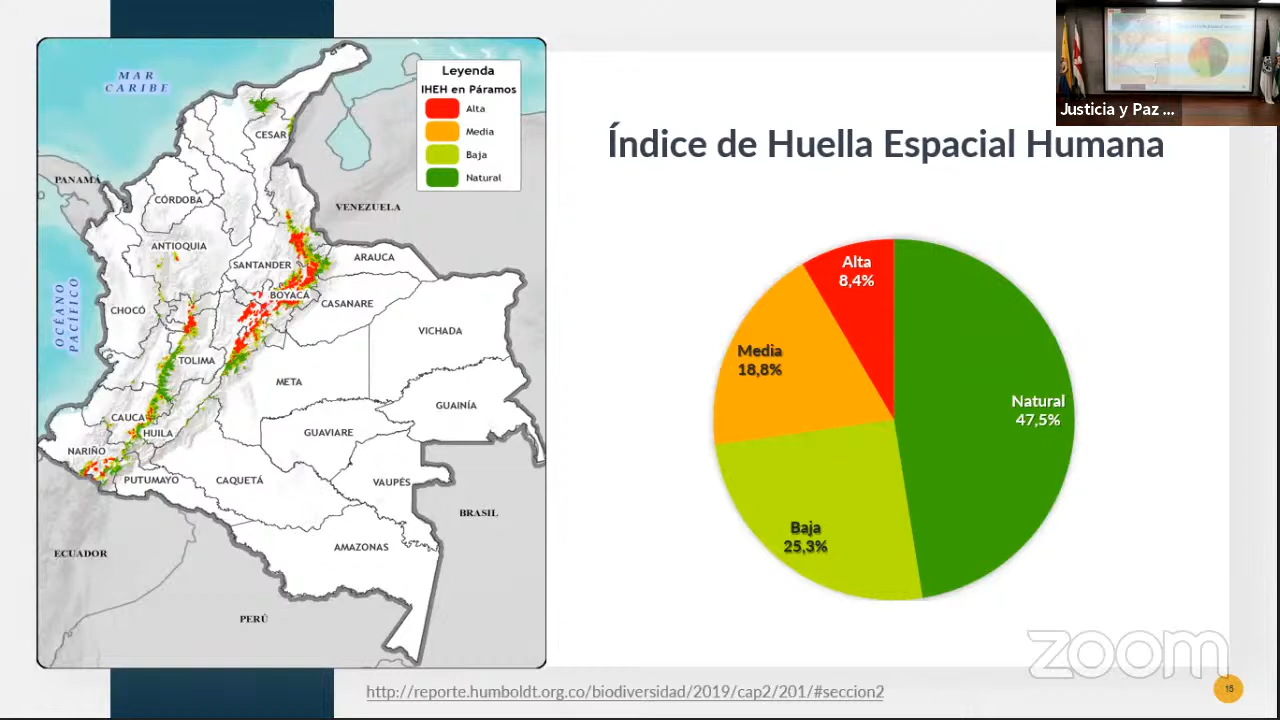 Justicia y Paz ...
Índice de Huella Espacial Humana
Leyenda
IHEH en Páramos
Alta
Media
Baja
Natural
MAR
CARIBE
PANAMÁ
OCÉANO
PACÍFICO
VENEZUELA
CESAR
CÓRDOBA
ANTIOQUIA
SANTANDER
ARAUCA
BOYACÁ
CASANARE
CHOCÓ
VICHADA
TOLIMA
META
GUAINÍA
CAUCA
HUILA
GUAVIARE
NARIÑO
PUTUMAYO
CAQUETÁ
VAUPÉS
BRASIL
ECUADOR
AMAZONAS
PERÚ
Alta
8,4%
Media
18,8%
Natural
47,5%
Baja
25,3%
zoom
http://reporte.humboldt.org.co/biodiversidad/2019/cap2/201/#seccion2
15